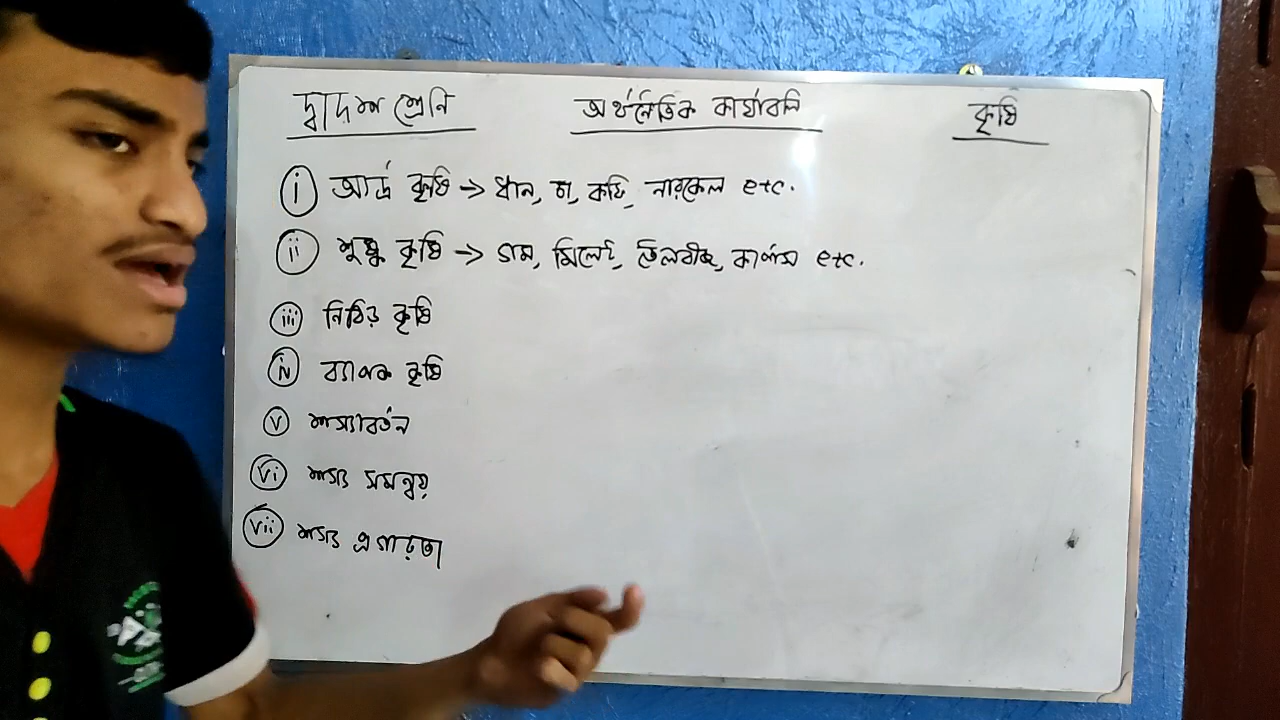 দ্বাদশ শ্রেনি অর্থনৈতিক কার্যাবলি কৃষি
i আর্দ্র কৃষি → ধান, চা, কফি, নারকেল etc.
ii শুষ্ক কৃষি → গম, মিলেট, তৈলবীজ, কার্পাস etc.
iii নিবিড় কৃষি
iv ব্যাপক কৃষি
v শস্যাবর্তন
vi শস্য সমন্বয়
vii শস্য প্রগাঢ়তা